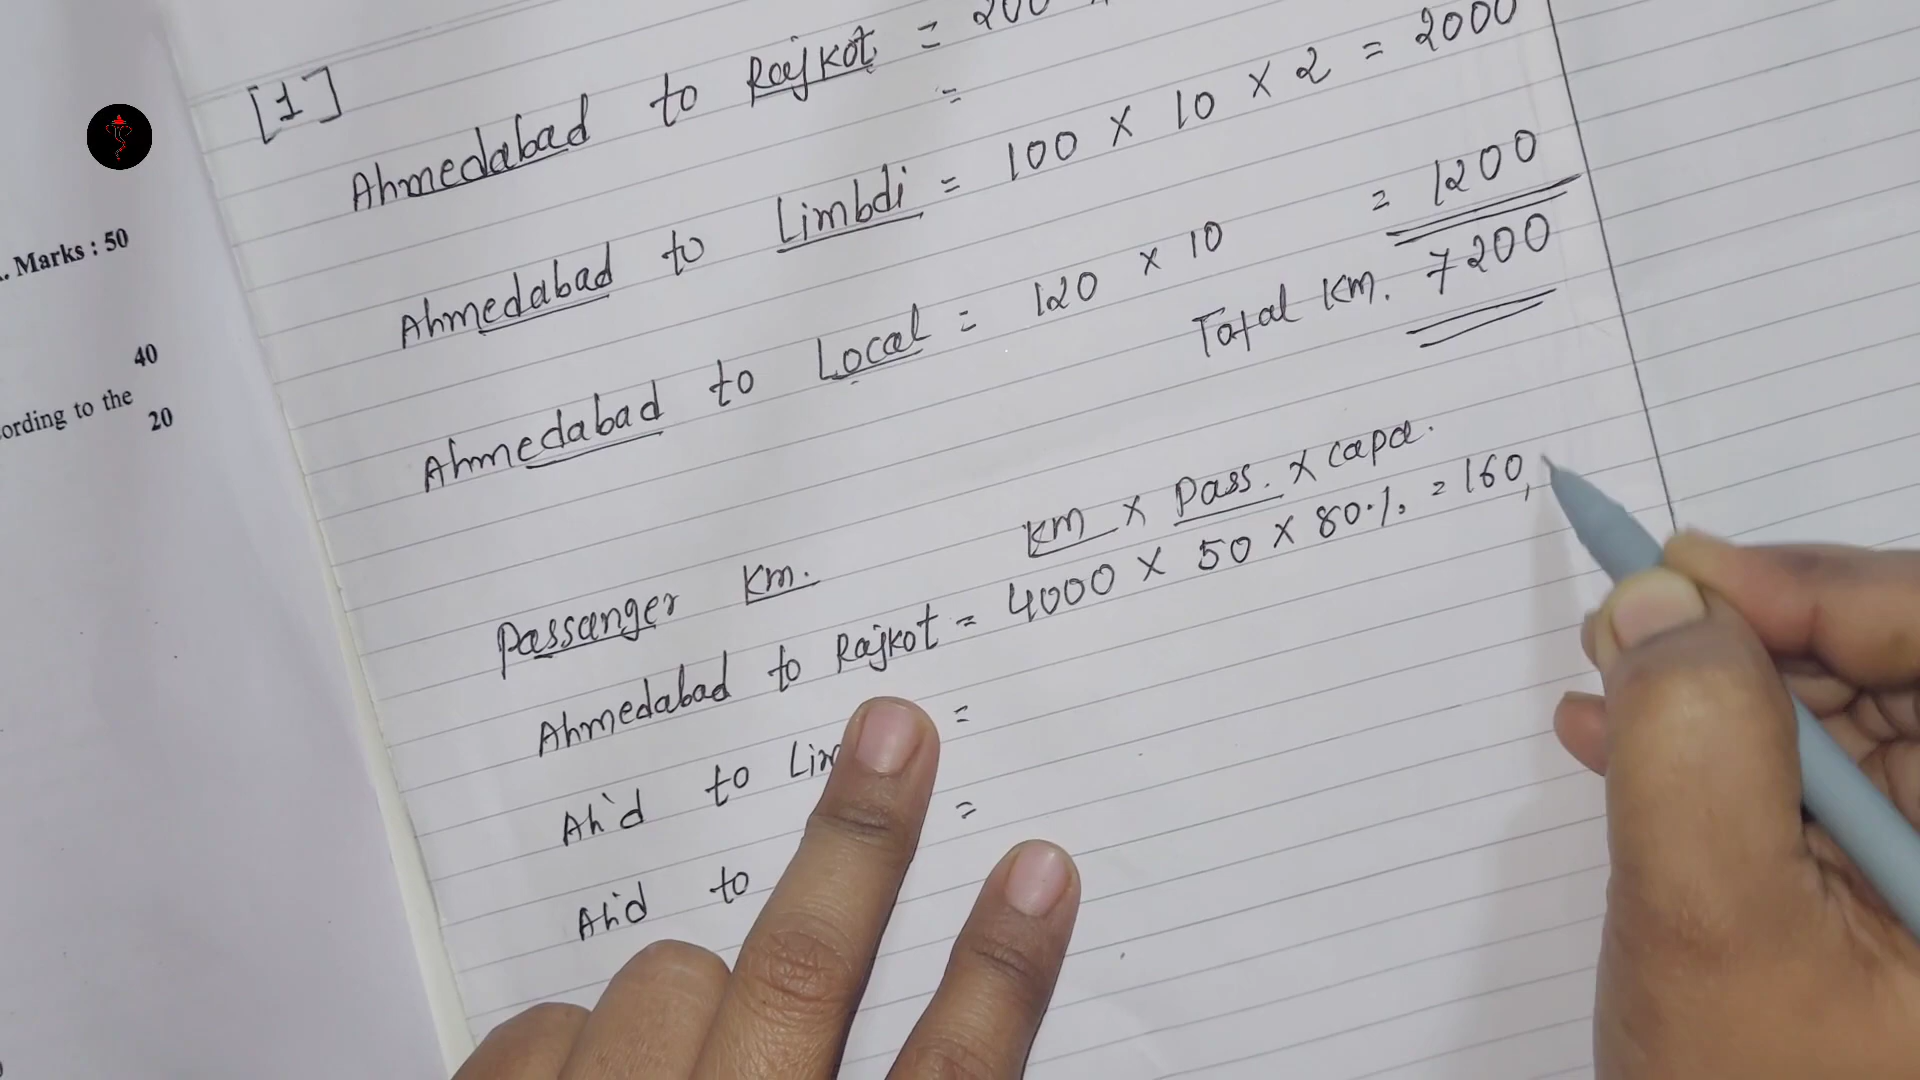 [1]
Ahmedabad to Rajkot = 200
=
Ahmedabad to Limbdi = 100 × 10 × 2 = 2000
Ahmedabad to Local = 120 × 10 = 1200
Total Km. 7200
Passanger Km.
Km × Pass. × capa.
Ahmedabad to Rajkot = 4000 × 50 × 80% = 160,
Ah'd to Lim =
Ah'd to =
. Marks : 50
40
ording to the
20